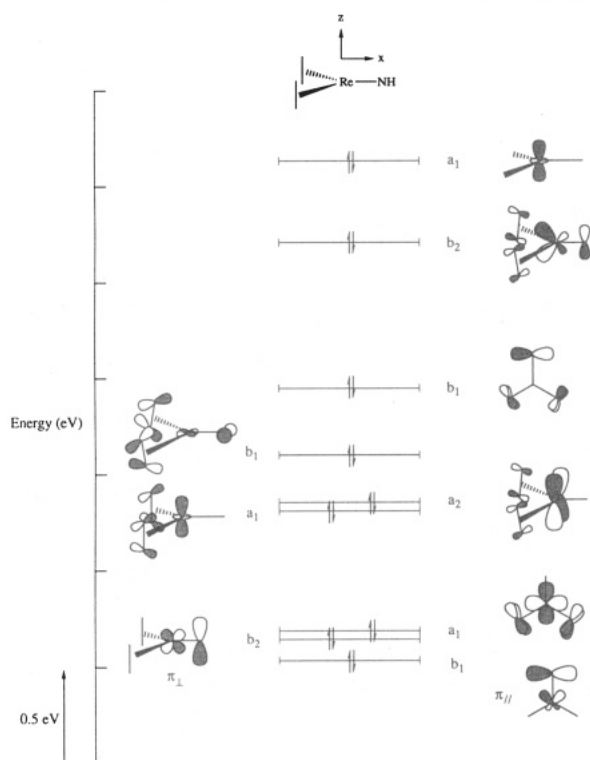 z
x
Re NH
a1
b2
b1
Energy (eV)
b1
a1
a2
b2
a1
b1
π⊥
π//
0.5 eV